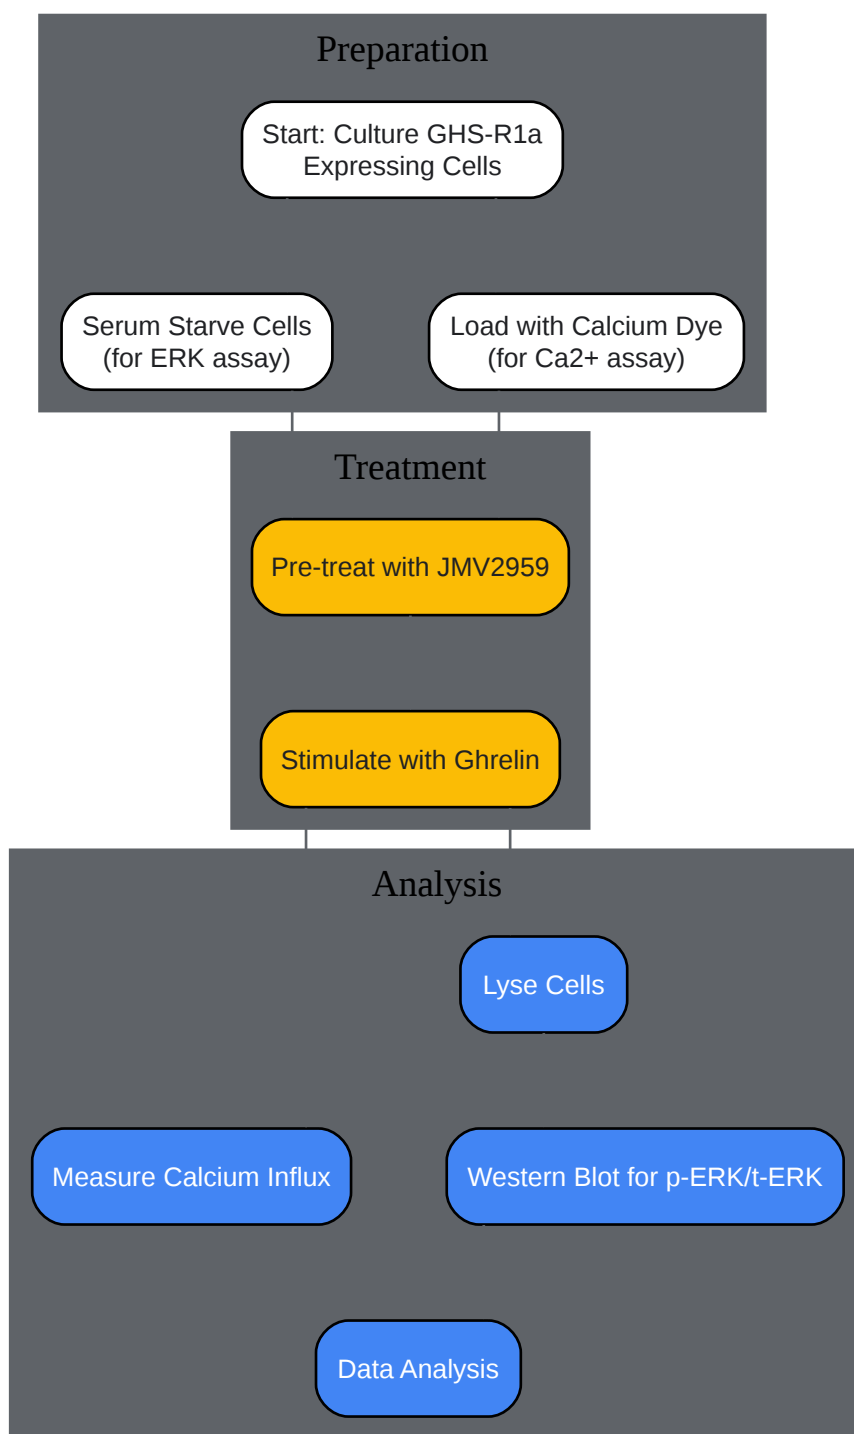 Preparation
Start: Culture GHS-R1a
Expressing Cells
Serum Starve Cells
(for ERK assay)
Load with Calcium Dye
(for Ca2+ assay)
Treatment
Pre-treat with JMV2959
Stimulate with Ghrelin
Analysis
Lyse Cells
Measure Calcium Influx
Western Blot for p-ERK/t-ERK
Data Analysis